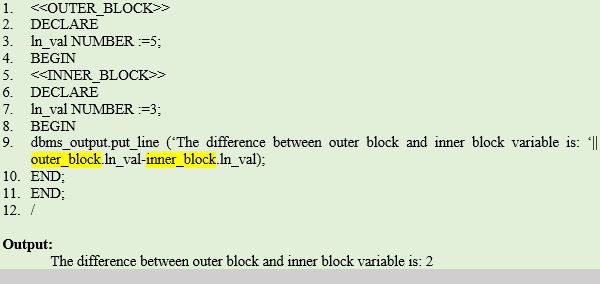 1. <<OUTER_BLOCK>>
2. DECLARE
3. ln_val NUMBER :=5;
4. BEGIN
5. <<INNER_BLOCK>>
6. DECLARE
7. ln_val NUMBER :=3;
8. BEGIN
9. dbms_output.put_line (‘The difference between outer block and inner block variable is: ‘||
outer_block.ln_val-inner_block.ln_val);
10. END;
11. END;
12. /
Output:
The difference between outer block and inner block variable is: 2